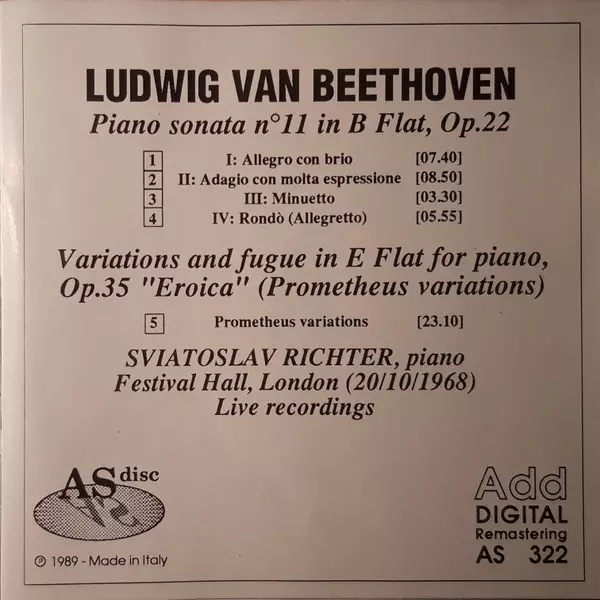 LUDWIG VAN BEETHOVEN
Piano sonata n°11 in B Flat, Op.22
1 I: Allegro con brio [07.40]
2 II: Adagio con molta espressione [08.50]
3 III: Minuetto [03.30]
4 IV: Rondò (Allegretto) [05.55]
Variations and fugue in E Flat for piano,
Op.35 "Eroica" (Prometheus variations)
5 Prometheus variations [23.10]
SVIATOSLAV RICHTER, piano
Festival Hall, London (20/10/1968)
Live recordings
AS disc
AS
℗ 1989 - Made in Italy
Add
DIGITAL
Remastering
AS 322